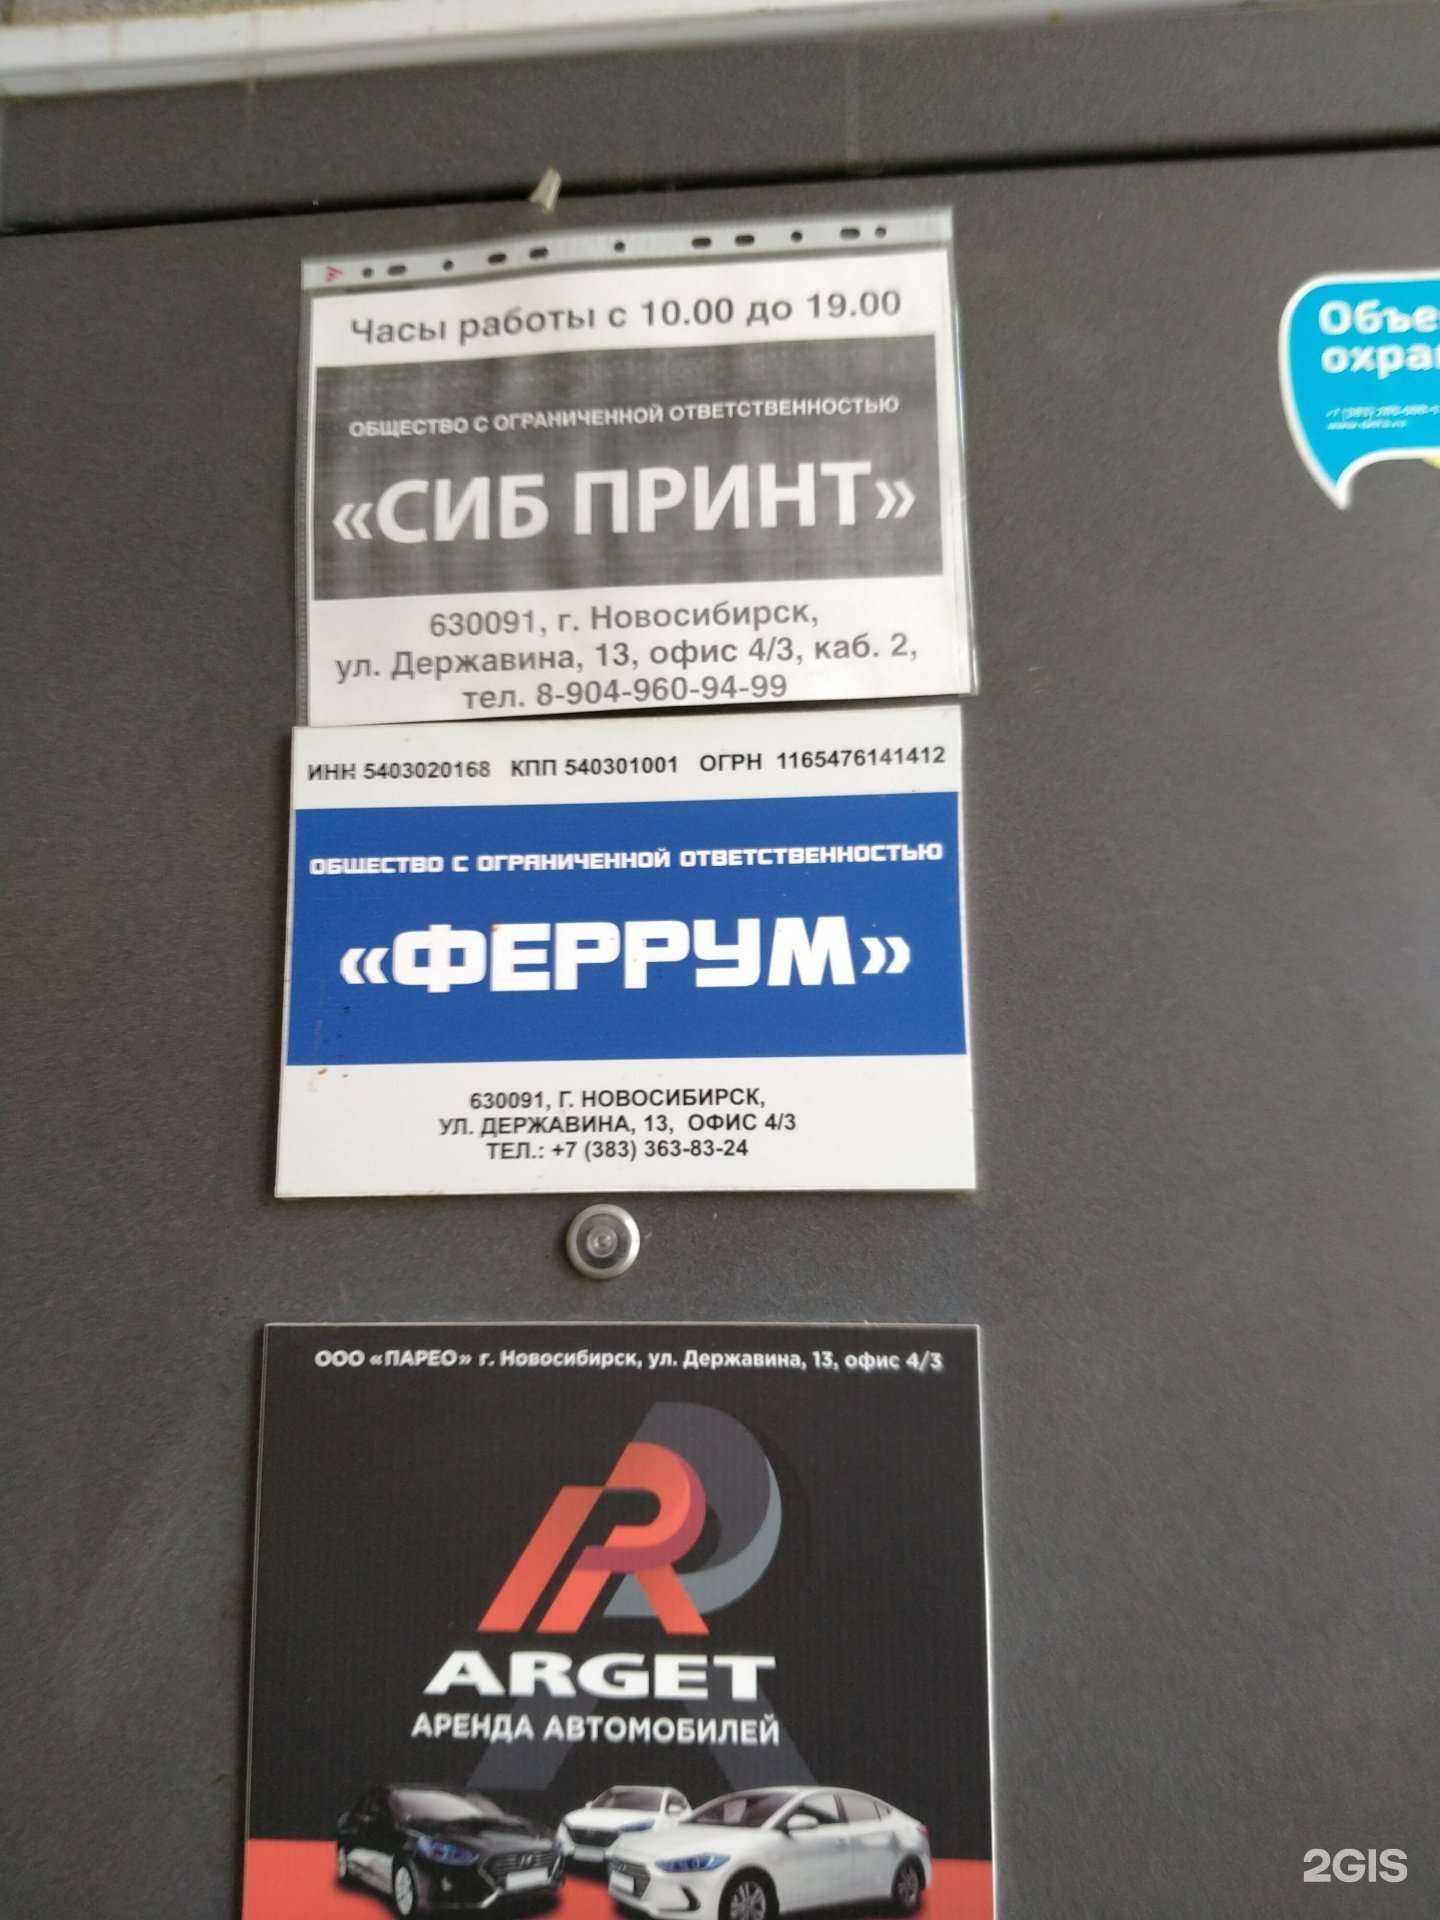 Часы работы с 10.00 до 19.00
ОБЩЕСТВО С ОГРАНИЧЕННОЙ ОТВЕТСТВЕННОСТЬЮ
«СИБ ПРИНТ»
630091, г. Новосибирск,
ул. Державина, 13, офис 4/3, каб. 2,
тел. 8-904-960-94-99
ИНН 5403020168 КПП 540301001 ОГРН 1165476141412
ОБЩЕСТВО С ОГРАНИЧЕННОЙ ОТВЕТСТВЕННОСТЬЮ
«ФЕРРУМ»
630091, Г. НОВОСИБИРСК,
УЛ. ДЕРЖАВИНА, 13, ОФИС 4/3
ТЕЛ.: +7 (383) 363-83-24
ООО «ПАРЕО» г. Новосибирск, ул. Державина, 13, офис 4/3
ARGET
АРЕНДА АВТОМОБИЛЕЙ
Объе
охра
2GIS